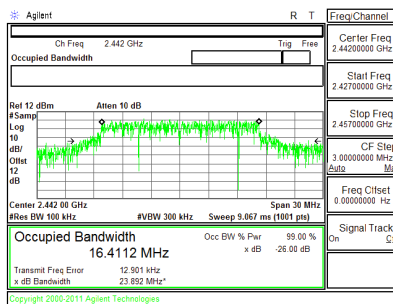 Agilent R T
Freq/Channel
Ch Freq 2.442 GHz Trig Free
Occupied Bandwidth
Center Freq
2.44200000 GHz
Start Freq
2.42700000 GHz
Stop Freq
2.45700000 GHz
CF Step
3.00000000 MHz
Auto
Freq Offset
0.00000000 Hz
Signal Track
On
Ref 12 dBm Atten 10 dB
#Samp
Log
10
dB/
Offst
12
dB
Center 2.442 00 GHz Span 30 MHz
#Res BW 100 kHz #VBW 300 kHz Sweep 9.067 ms (1001 pts)
Occupied Bandwidth Occ BW % Pwr 99.00 %
16.4112 MHz x dB -26.00 dB
Transmit Freq Error 12.901 kHz
x dB Bandwidth 23.892 MHz*
Copyright 2000-2011 Agilent Technologies